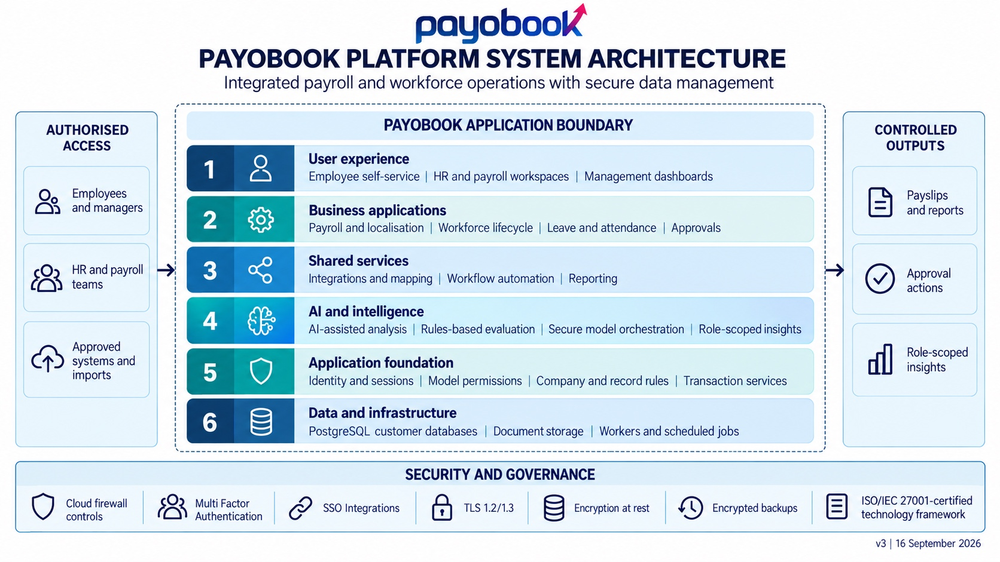 payobook
PAYOBOOK PLATFORM SYSTEM ARCHITECTURE
Integrated payroll and workforce operations with secure data management
AUTHORISED
ACCESS
Employees
and managers
HR and payroll
teams
Approved
systems and
imports
PAYOBOOK APPLICATION BOUNDARY
1
User experience
Employee self-service | HR and payroll workspaces | Management dashboards
2
Business applications
Payroll and localisation | Workforce lifecycle | Leave and attendance | Approvals
3
Shared services
Integrations and mapping | Workflow automation | Reporting
4
AI and intelligence
AI-assisted analysis | Rules-based evaluation | Secure model orchestration | Role-scoped insights
5
Application foundation
Identity and sessions | Model permissions | Company and record rules | Transaction services
6
Data and infrastructure
PostgreSQL customer databases | Document storage | Workers and scheduled jobs
CONTROLLED
OUTPUTS
Payslips
and reports
Approval
actions
Role-scoped
insights
SECURITY AND GOVERNANCE
Cloud firewall
controls
Multi Factor
Authentication
SSO Integrations
TLS 1.2/1.3
Encryption at rest
Encrypted backups
ISO/IEC 27001-certified
technology framework
v3 | 16 September 2026